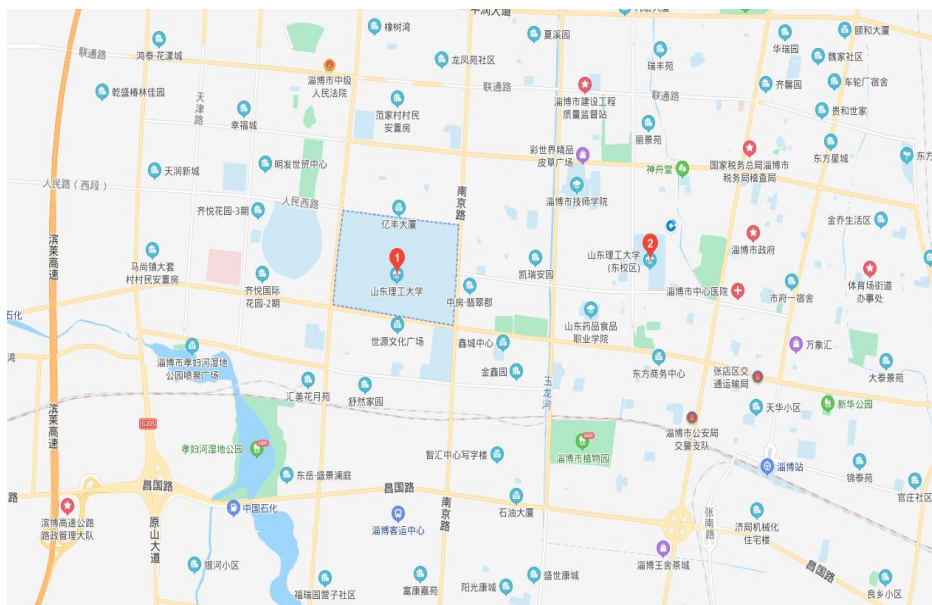 中润大道
橡树湾
夏溪园
颐和大厦
鸿泰·花漾城
联通路
龙凤苑社区
瑞丰苑
华瑞园
魏家社区
淄博市中级
人民法院
乾盛椿林佳园
天津路
范家村村民
安置房
联通路
淄博市建设工程
质量监督站
联通路
齐馨园
车轮厂宿舍
贵和世家
幸福城
丽景苑
彩世界精品
皮草广场
神舟堂
国家税务总局淄博市
税务局稽查局
东方星城
东方
天润新城
明发世贸中心
人民路（西段）
人民西路
南京路
淄博市技师学院
齐悦花园-3期
亿丰大厦
金乔生活区
滨莱高速
马尚镇大套
村村民安置房
齐悦国际
花园-2期
1
山东理工大学
凯瑞安园
山东理工大学
(东校区)
2
淄博市政府
中房·翡翠郡
淄博市中心医院
市府一宿舍
体育场街道
办事处
石化
世源文化广场
鑫城中心
山东药品食品
职业学院
万象汇
湾
淄博市孝妇河湿地
公园喷泉广场
金鑫园
东方商务中心
张店区交
通运输局
大泰景苑
汇美花月苑
舒然家园
玉龙河
天华小区
新华公园
滨莱高速
G205
淄博市公安局
交警支队
孝妇河湿地公园
智汇中心写字楼
淄博市植物园
淄博站
锦泰苑
东岳·盛景澜庭
昌国路
昌国路
路
官庄社区
滨博高速公路
路政管理大队
原山大道
中国石化
淄博客运中心
南京路
石油大厦
张南路
济局机械化
住宅楼
银河小区
福瑞园营子社区
富康嘉苑
阳光康城
盛世康城
淄博王舍茶城
昌国路
良乡小区